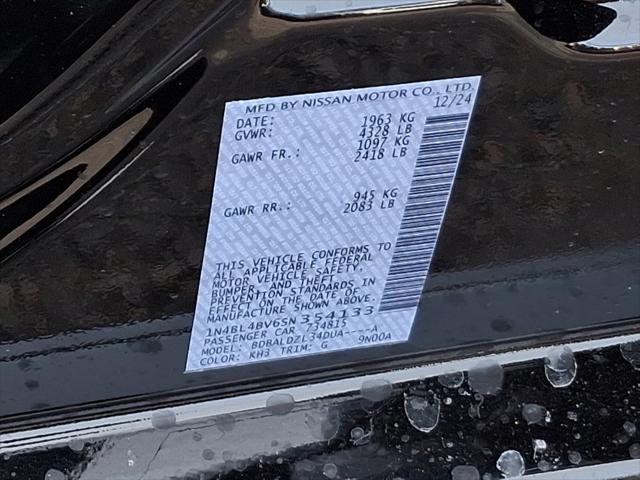 MFD BY NISSAN MOTOR CO., LTD.
DATE: 12/24
GVWR: 1963 KG
4328 LB
GAWR FR.: 1097 KG
2418 LB
GAWR RR.: 945 KG
2083 LB
THIS VEHICLE CONFORMS TO
ALL APPLICABLE FEDERAL
MOTOR VEHICLE SAFETY,
BUMPER, AND THEFT
PREVENTION STANDARDS IN
EFFECT ON THE DATE OF
MANUFACTURE SHOWN ABOVE.
1N4BL4BV6SN354133
PASSENGER CAR 734815
MODEL: BDBALDZL34DUA----A
COLOR: KH3 TRIM: G 9N00A